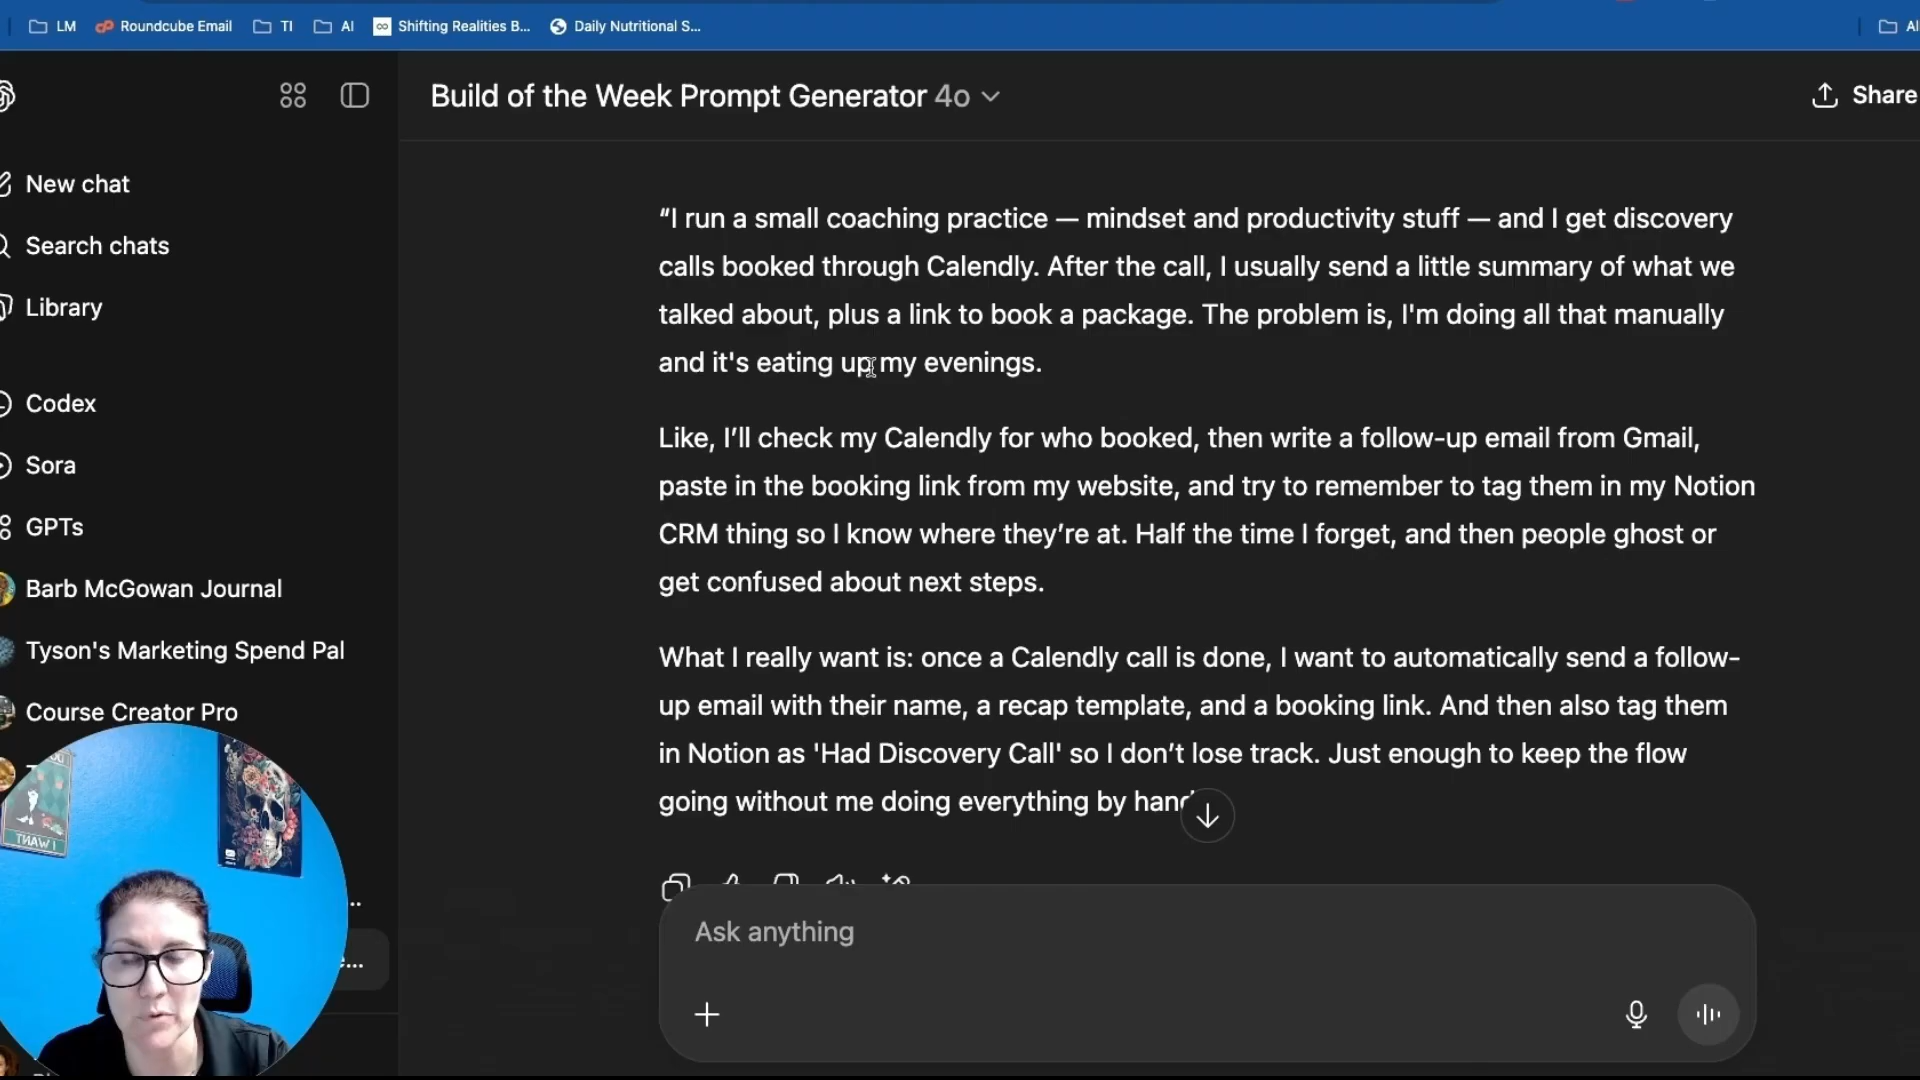 LM
Roundcube Email
TI
AI
Shifting Realities B...
Daily Nutritional S...
Build of the Week Prompt Generator 4o
Share
New chat
Search chats
Library
Codex
Sora
GPTs
Barb McGowan Journal
Tyson's Marketing Spend Pal
Course Creator Pro
“I run a small coaching practice — mindset and productivity stuff — and I get discovery
calls booked through Calendly. After the call, I usually send a little summary of what we
talked about, plus a link to book a package. The problem is, I'm doing all that manually
and it's eating up my evenings.
Like, I’ll check my Calendly for who booked, then write a follow-up email from Gmail,
paste in the booking link from my website, and try to remember to tag them in my Notion
CRM thing so I know where they’re at. Half the time I forget, and then people ghost or
get confused about next steps.
What I really want is: once a Calendly call is done, I want to automatically send a follow-
up email with their name, a recap template, and a booking link. And then also tag them
in Notion as 'Had Discovery Call' so I don’t lose track. Just enough to keep the flow
going without me doing everything by hand
Ask anything
I WANT